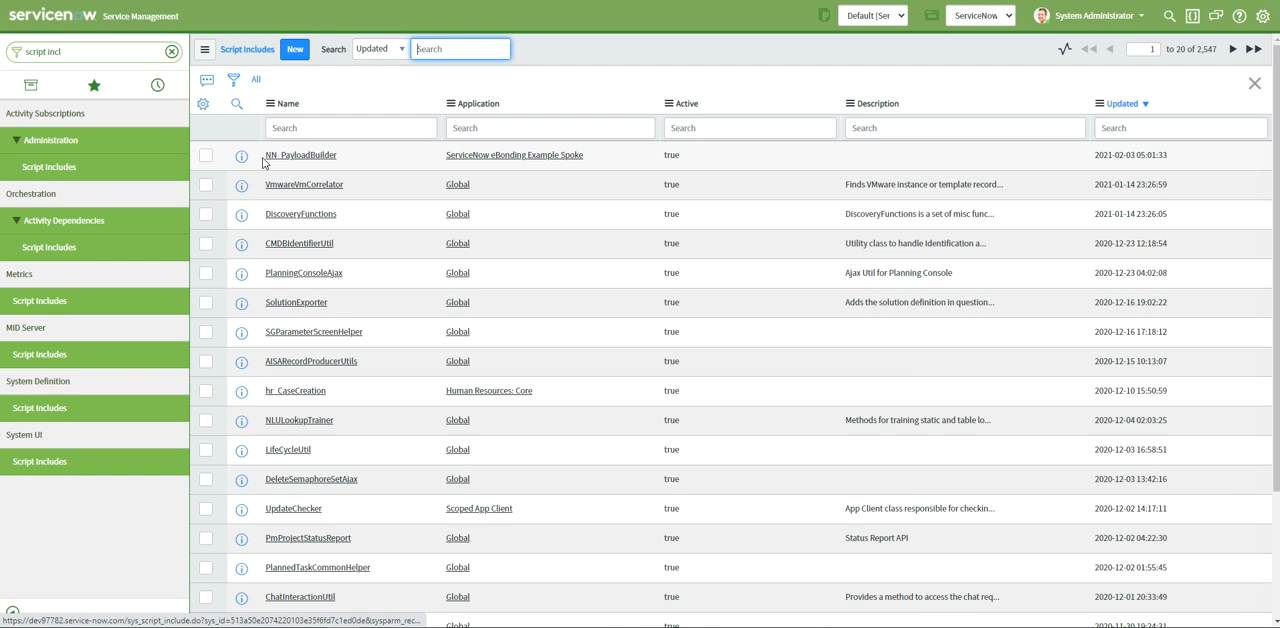 servicenow Service Management
Default [Ser
ServiceNow
System Administrator
script incl
Script Includes New Search Updated Search
1 to 20 of 2,547
All
Activity Subscriptions
Administration
Script Includes
Orchestration
Activity Dependencies
Script Includes
Metrics
Script Includes
MID Server
Script Includes
System Definition
Script Includes
System UI
Script Includes
Name Application Active Description Updated
Search Search Search Search Search
NN_PayloadBuilder ServiceNow eBonding Example Spoke true 2021-02-03 05:01:33
VmwareVmCorrelator Global true Finds VMware instance or template record... 2021-01-14 23:26:59
DiscoveryFunctions Global true DiscoveryFunctions is a set of misc func... 2021-01-14 23:26:05
CMDBIdentifierUtil Global true Utility class to handle Identification a... 2020-12-23 12:18:54
PlanningConsoleAjax Global true Ajax Util for Planning Console 2020-12-23 04:02:08
SolutionExporter Global true Adds the solution definition in question... 2020-12-16 19:02:22
SGParameterScreenHelper Global true 2020-12-16 17:18:12
AISARecordProducerUtils Global true 2020-12-15 10:13:07
hr_CaseCreation Human Resources: Core true 2020-12-10 15:50:59
NLULookupTrainer Global true Methods for training static and table lo... 2020-12-04 02:03:25
LifeCycleUtil Global true 2020-12-03 16:58:51
DeleteSemaphoreSetAjax Global true 2020-12-03 13:42:16
UpdateChecker Scoped App Client true App Client class responsible for checkin... 2020-12-02 14:17:11
PmProjectStatusReport Global true Status Report API 2020-12-02 04:22:30
PlannedTaskCommonHelper Global true 2020-12-02 01:55:45
ChatInteractionUtil Global true Provides a method to access the chat req... 2020-12-01 20:33:49
https://dev97782.service-now.com/sys_script_include.do?sys_id=513a50e2074220103e35f6fd7c1ed0de&sysparm_rec...
Global true 2020-11-30 19:24:31